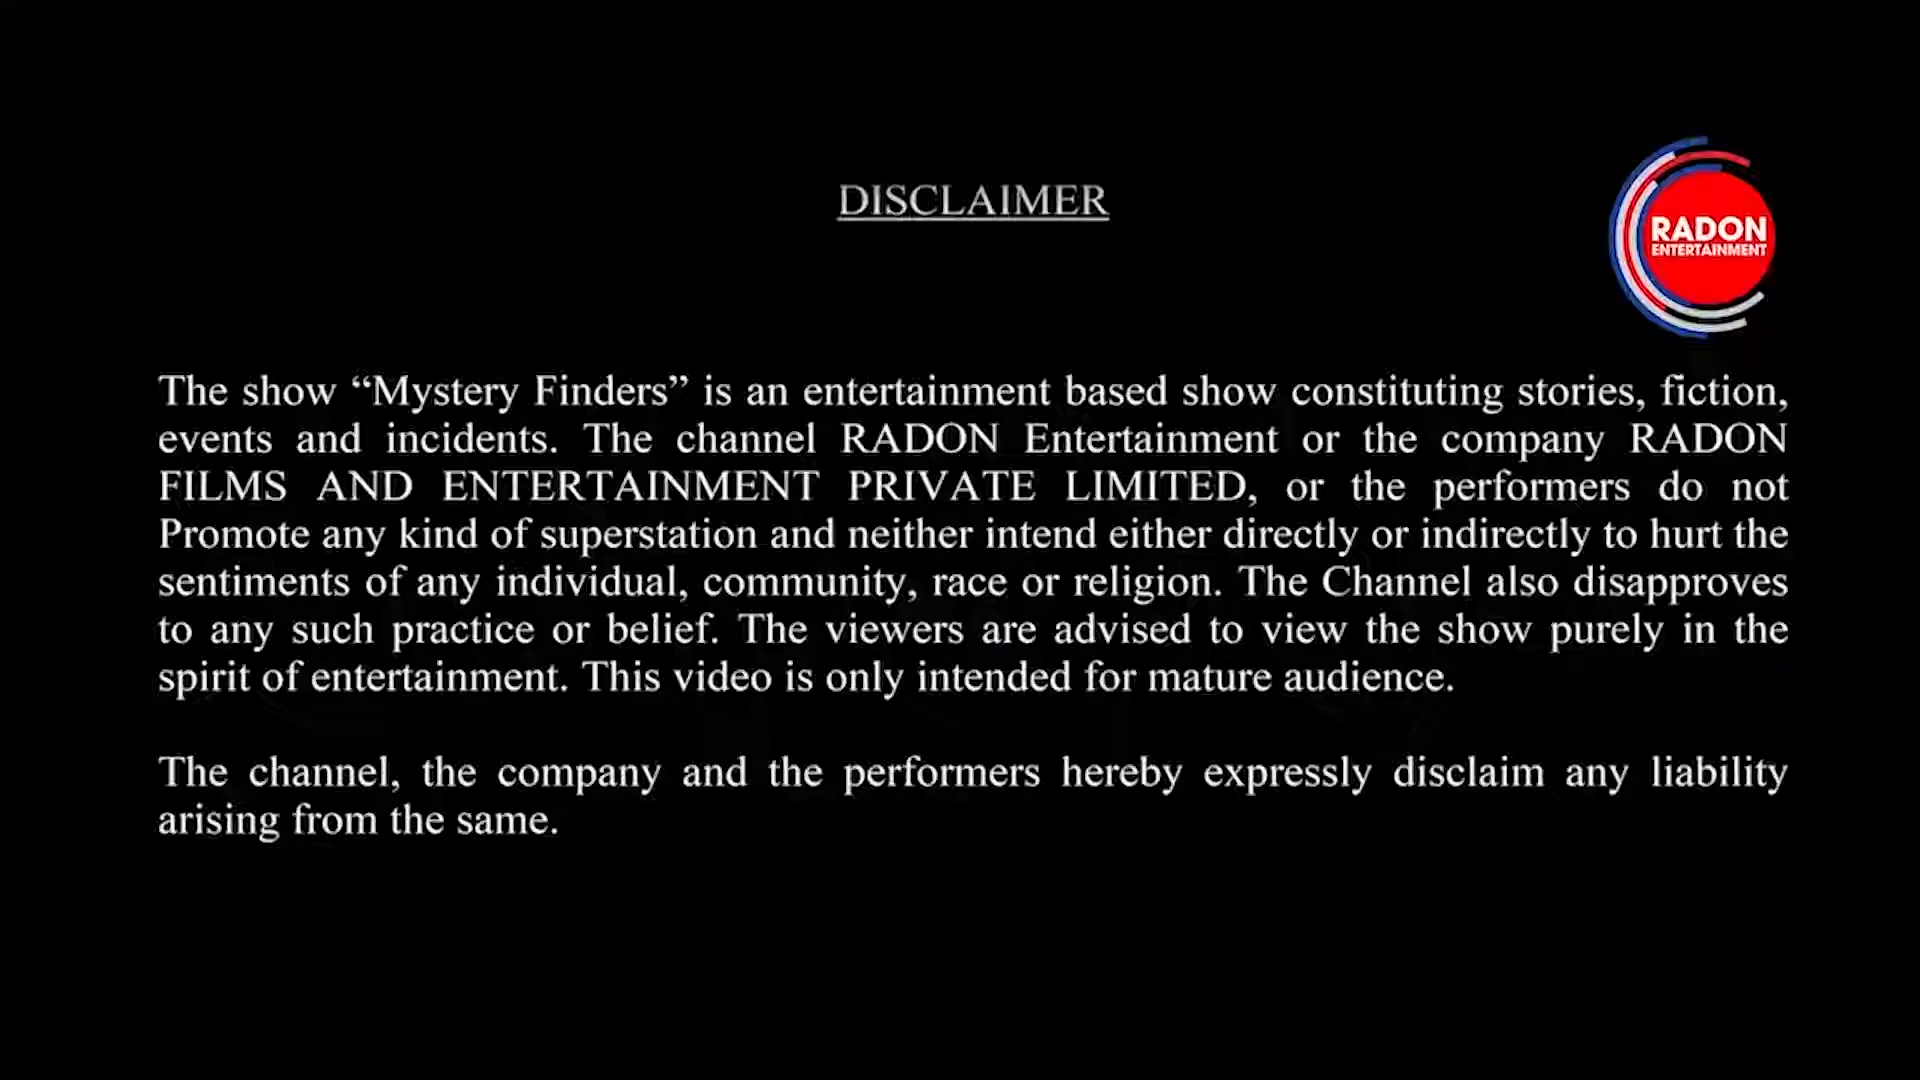 DISCLAIMER
RADON
ENTERTAINMENT
The show “Mystery Finders” is an entertainment based show constituting stories, fiction,
events and incidents. The channel RADON Entertainment or the company RADON
FILMS AND ENTERTAINMENT PRIVATE LIMITED, or the performers do not
Promote any kind of superstation and neither intend either directly or indirectly to hurt the
sentiments of any individual, community, race or religion. The Channel also disapproves
to any such practice or belief. The viewers are advised to view the show purely in the
spirit of entertainment. This video is only intended for mature audience.
The channel, the company and the performers hereby expressly disclaim any liability
arising from the same.